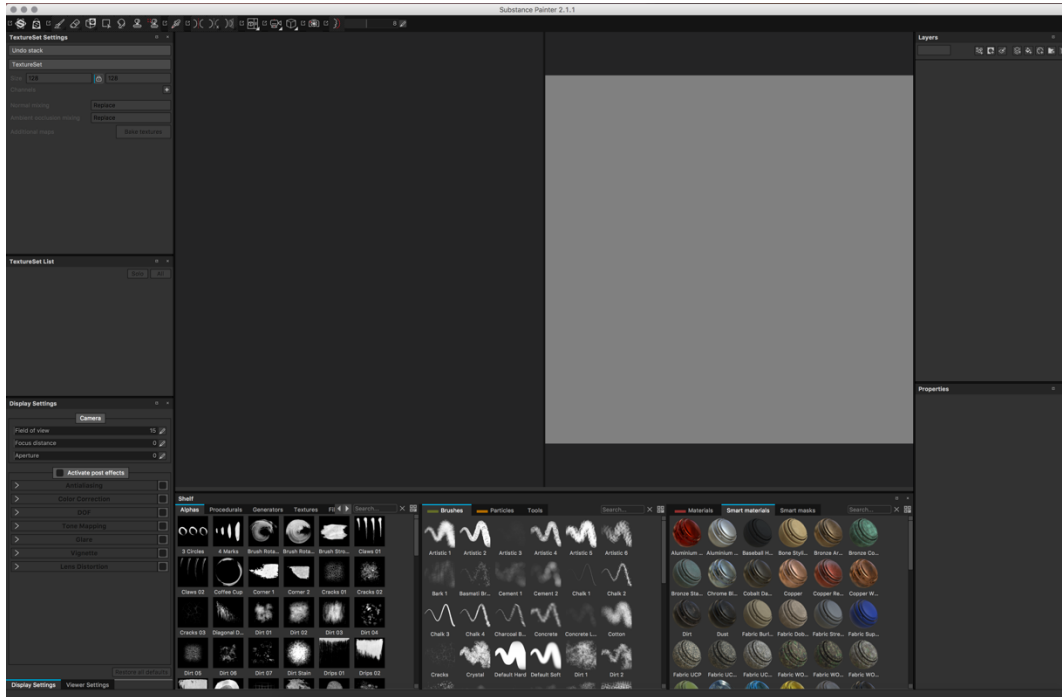 Substance Painter 2.1.1
TextureSet Settings
Undo stack
TextureSet
Size 128 128
Channels
Normal mixing Replace
Ambient occlusion mixing Replace
Additional maps Bake textures
TextureSet List
Solo All
Display Settings
Camera
Field of view 15
Focus distance 0
Aperture 0
Activate post effects
Antialiasing
Color Correction
DOF
Tone Mapping
Glare
Vignette
Lens Distortion
Restore all defaults
Display Settings Viewer Settings
Shelf
Alphas Procedurals Generators Textures Search...
3 Circles 4 Marks Brush Rota... Brush Rota... Brush Stro... Claws 01
Claws 02 Coffee Cup Corner 1 Corner 2 Cracks 01 Cracks 02
Cracks 03 Diagonal D... Dirt 01 Dirt 02 Dirt 03 Dirt 04
Dirt 05 Dirt 06 Dirt 07 Dirt Stain Drips 01 Drips 02
Brushes Particles Tools Search...
Artistic 1 Artistic 2 Artistic 3 Artistic 4 Artistic 5 Artistic 6
Bark 1 Basmati Br... Cement 1 Cement 2 Chalk 1 Chalk 2
Chalk 3 Chalk 4 Charcoal B... Concrete Concrete L... Cotton
Cracks Crystal Default Hard Default Soft Dirt 1 Dirt 2
Materials Smart materials Smart masks Search...
Aluminium ... Aluminium ... Baseball H... Bone Styli... Bronze Ar... Bronze Co...
Bronze Sta... Chrome Bl... Cobalt Da... Copper Copper Re... Copper W...
Dirt Dust Fabric Burl... Fabric Dob... Fabric Stre... Fabric Sup...
Fabric UCP Fabric UC... Fabric UC... Fabric WO... Fabric WO... Fabric WO...
Layers
Properties